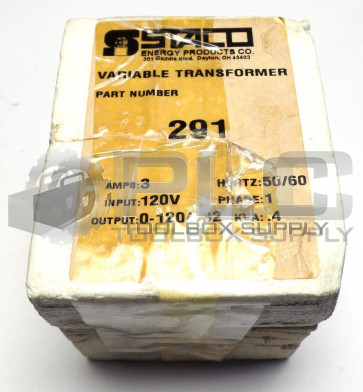 STACO
ENERGY PRODUCTS CO.
301 Gaddis Blvd. Dayton, OH 45403
VARIABLE TRANSFORMER
PART NUMBER
291
AMPS:3 HERTZ:50/60
INPUT:120V PHASE:1
OUTPUT:0-120/ KVA:.4
PLC
TOOLBOX SUPPLY